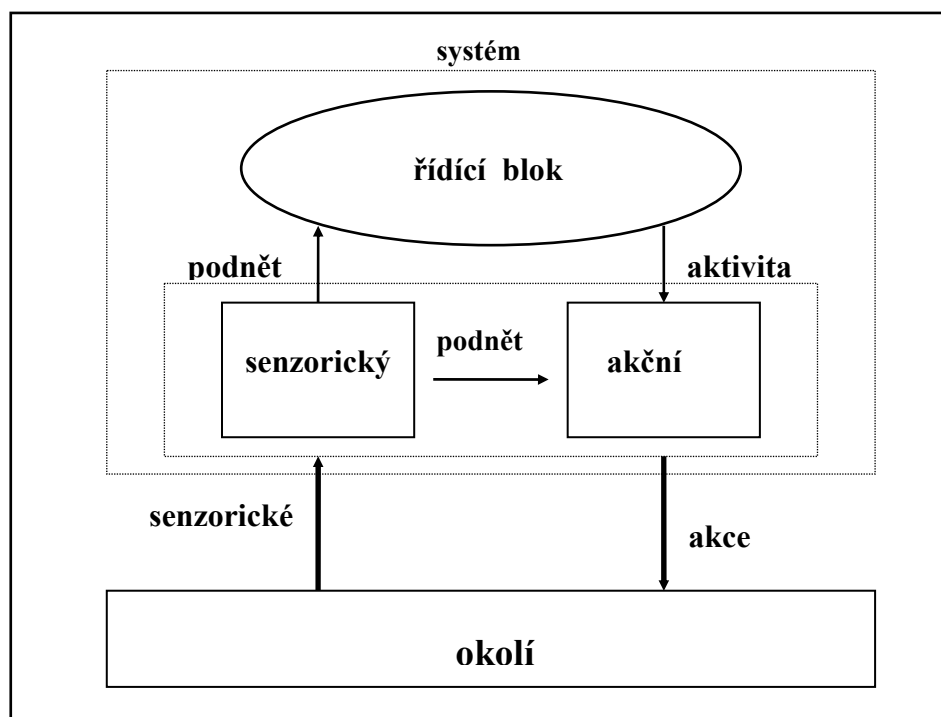 systém
řídící blok
podnět
aktivita
senzorický
podnět
akční
senzorické
akce
okolí